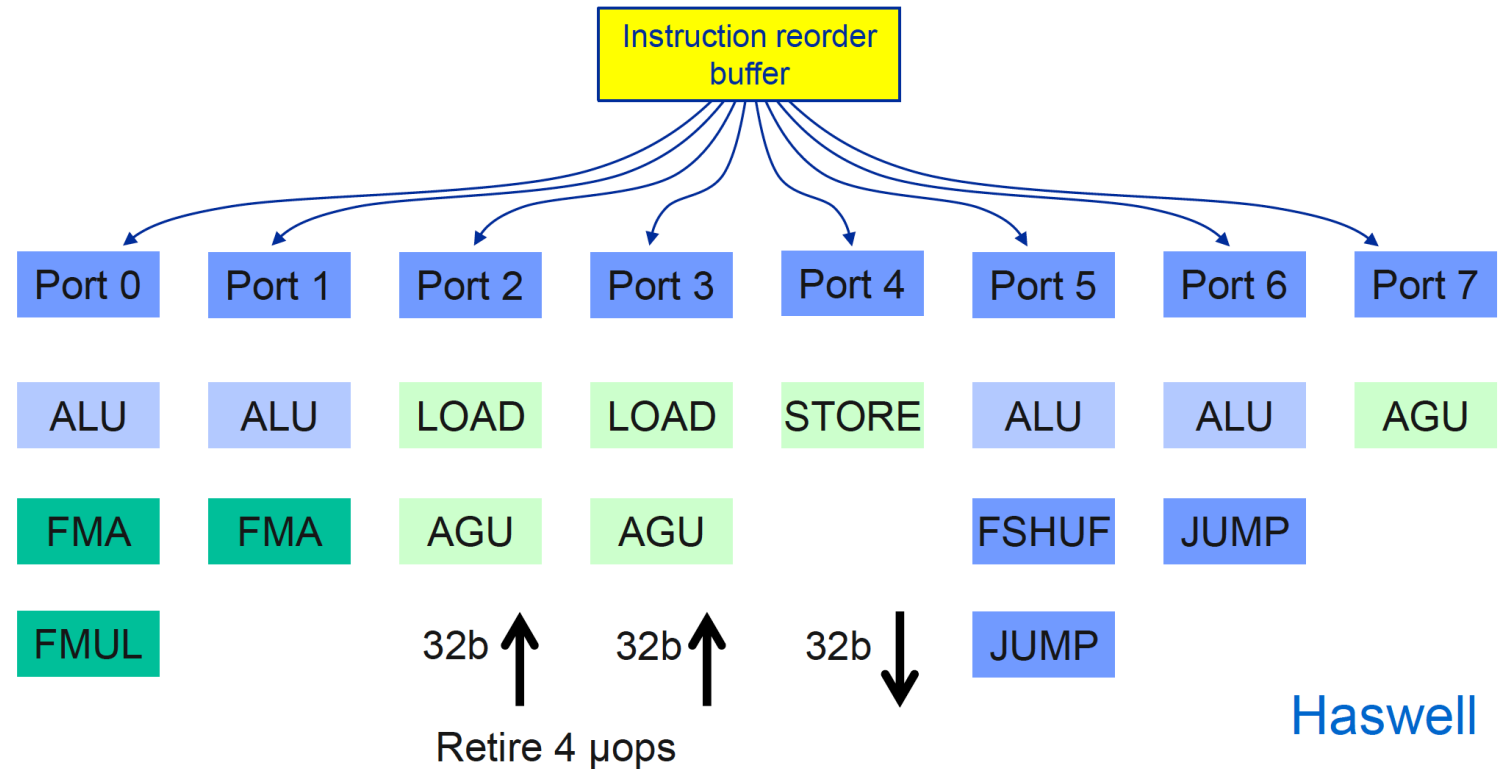 Instruction reorder
buffer
Port 0
Port 1
Port 2
Port 3
Port 4
Port 5
Port 6
Port 7
ALU
ALU
LOAD
LOAD
STORE
ALU
ALU
AGU
FMA
FMA
AGU
AGU
FSHUF
JUMP
FMUL
32b
32b
32b
JUMP
Haswell
Retire 4 μops